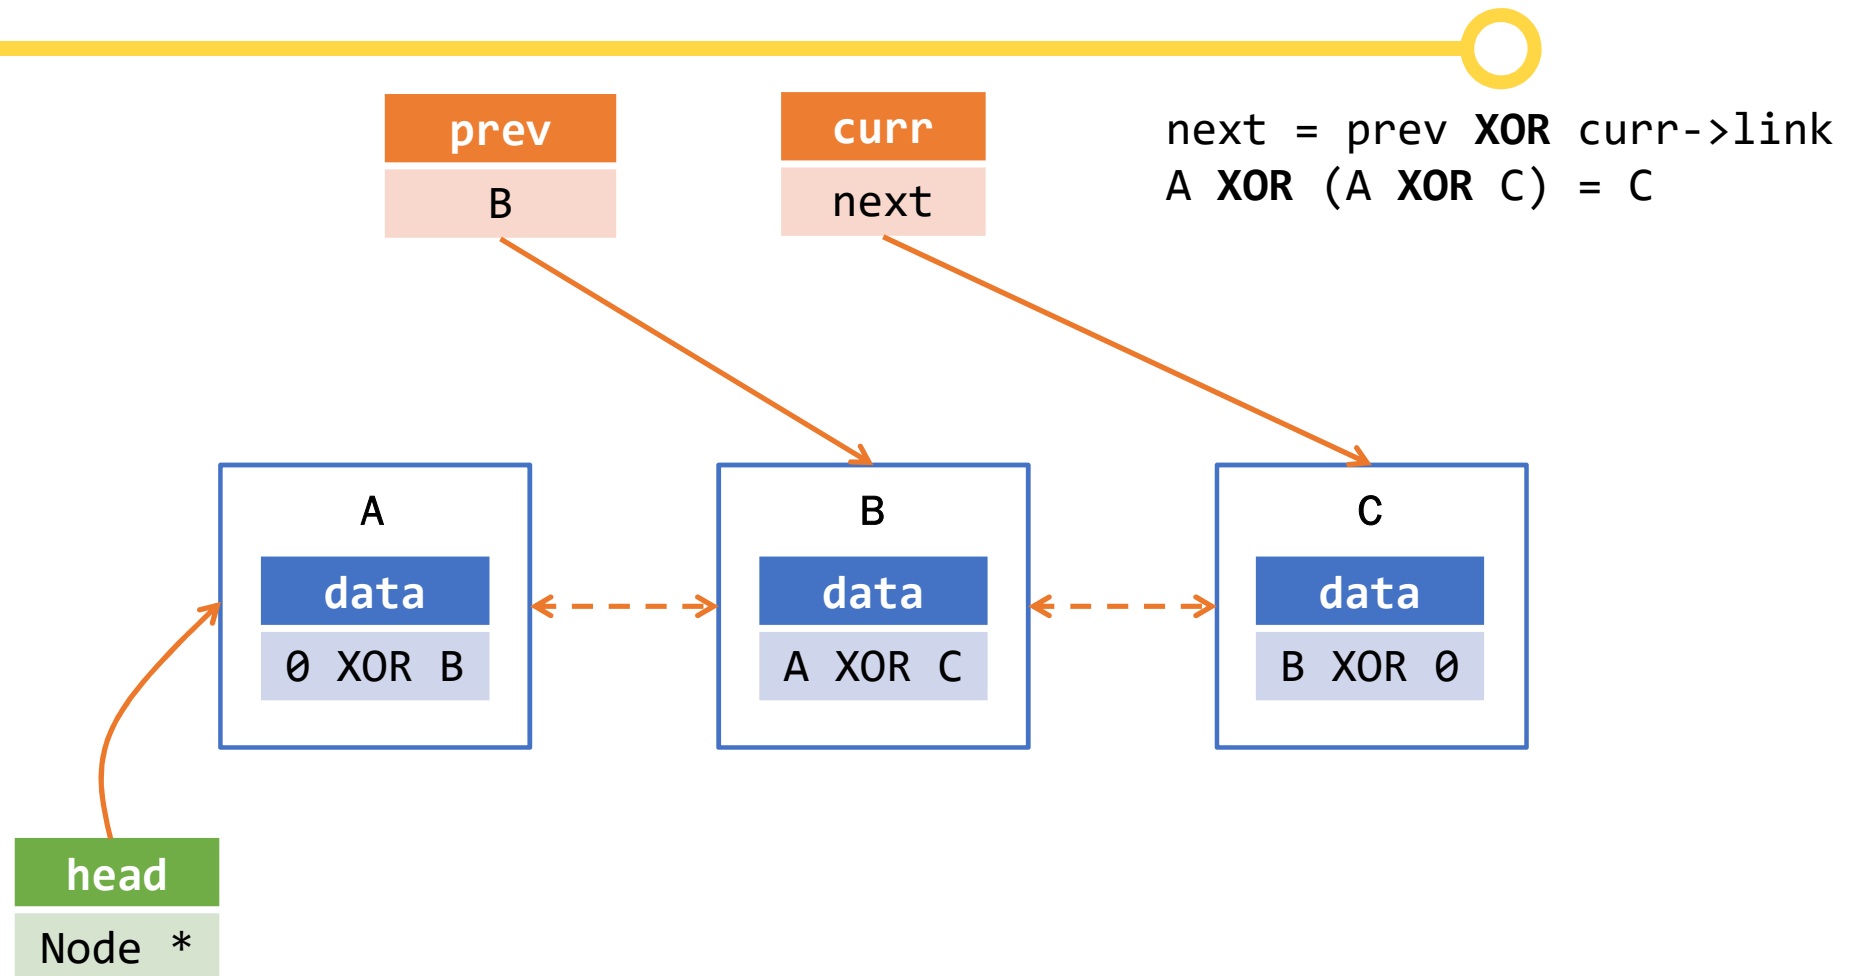 prev
B
curr
next
next = prev XOR curr->link
A XOR (A XOR C) = C
A
data
0 XOR B
B
data
A XOR C
C
data
B XOR 0
head
Node *